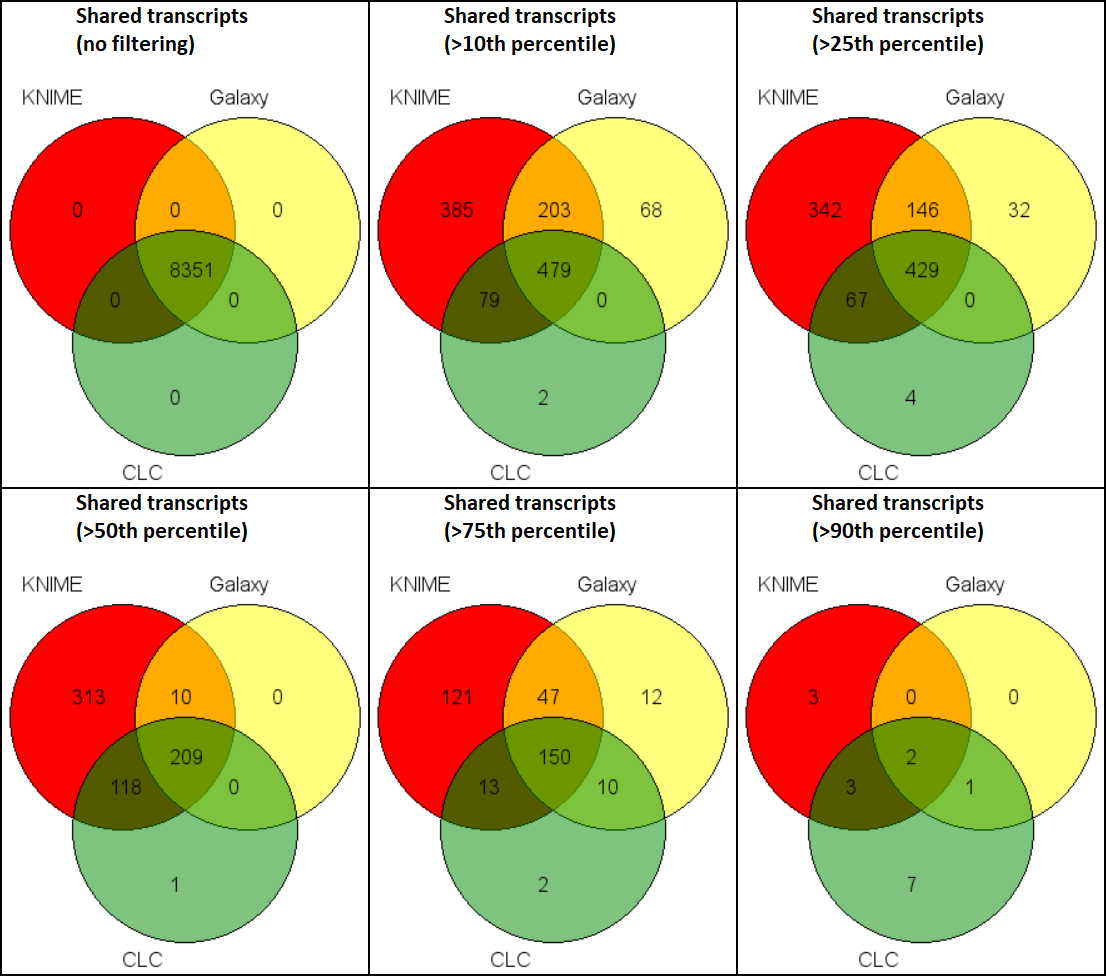 Shared transcripts
(no filtering)
KNIME Galaxy
0 0 0
8351
0 0
0
CLC
Shared transcripts
(>10th percentile)
KNIME Galaxy
385 203 68
479
79 0
2
CLC
Shared transcripts
(>25th percentile)
KNIME Galaxy
342 146 32
429
67 0
4
CLC
Shared transcripts
(>50th percentile)
KNIME Galaxy
313 10 0
209
118 0
1
CLC
Shared transcripts
(>75th percentile)
KNIME Galaxy
121 47 12
150
13 10
2
CLC
Shared transcripts
(>90th percentile)
KNIME Galaxy
3 0 0
2
3 1
7
CLC